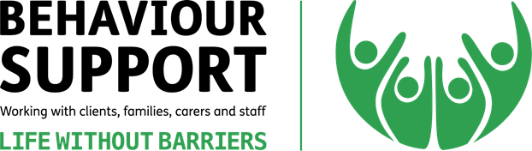 BEHAVIOUR
SUPPORT
Working with clients, families, carers and staff
LIFE WITHOUT BARRIERS